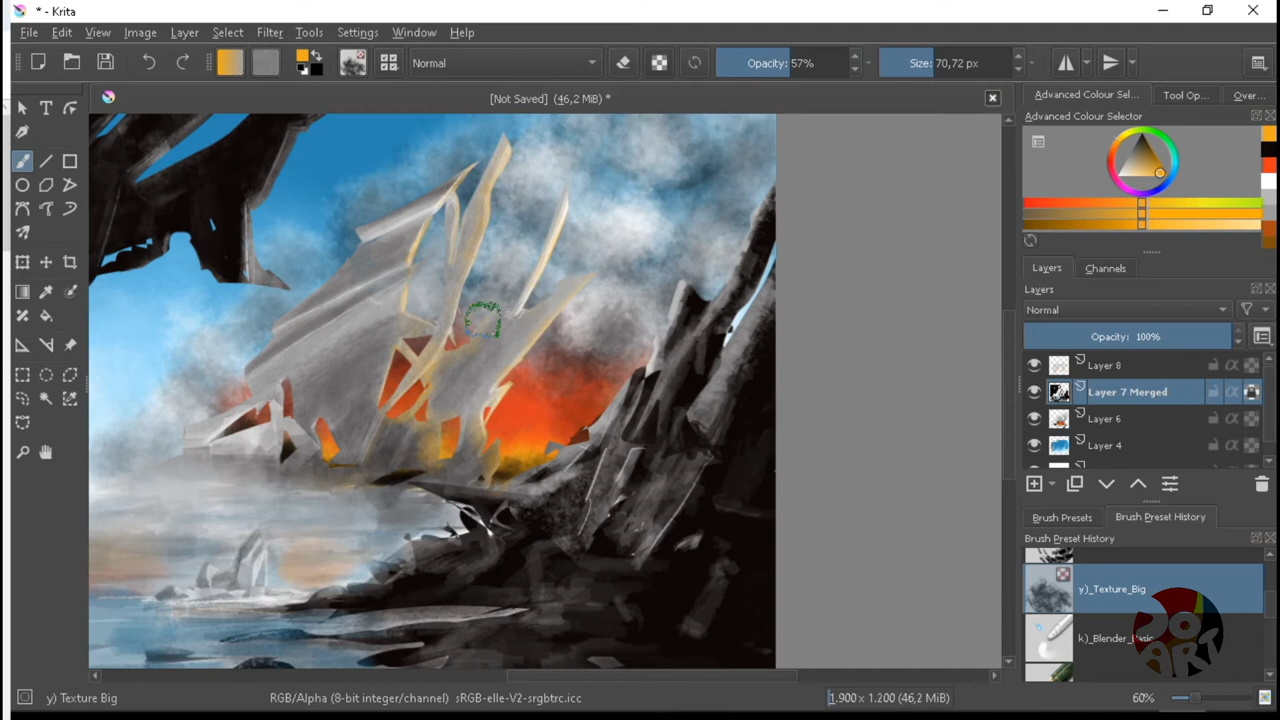 * - Krita
File Edit View Image Layer Select Filter Tools Settings Window Help
Normal Opacity: 57% Size: 70,72 px
[Not Saved] (46,2 MiB) *
Advanced Colour Sel... Tool Op... Over...
Advanced Colour Selector
Layers Channels
Layers
Normal
Opacity: 100%
Layer 8
Layer 7 Merged
Layer 6
Layer 4
Brush Presets Brush Preset History
Brush Preset History
y)_Texture_Big
k)_Blender_Basic
y) Texture Big RGB/Alpha (8-bit integer/channel) sRGB-elle-V2-srgbtrc.icc 1.900 x 1.200 (46,2 MiB) 60%